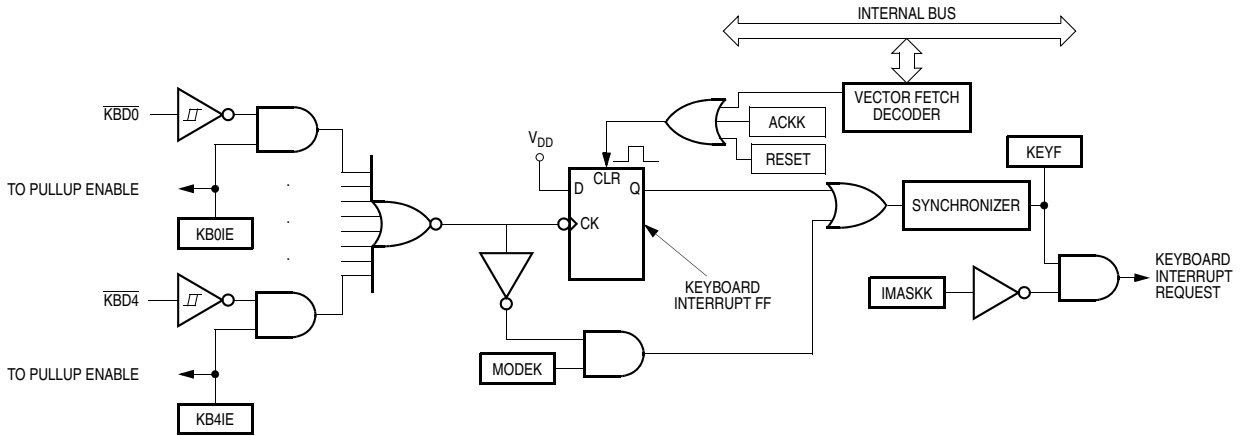 INTERNAL BUS
VECTOR FETCH
DECODER
ACKK
RESET
KBD0
TO PULLUP ENABLE
KB0IE
.
.
.
KBD4
TO PULLUP ENABLE
KB4IE
VDD
CLR
D
Q
CK
KEYBOARD
INTERRUPT FF
MODEK
SYNCHRONIZER
KEYF
IMASKK
KEYBOARD
INTERRUPT
REQUEST